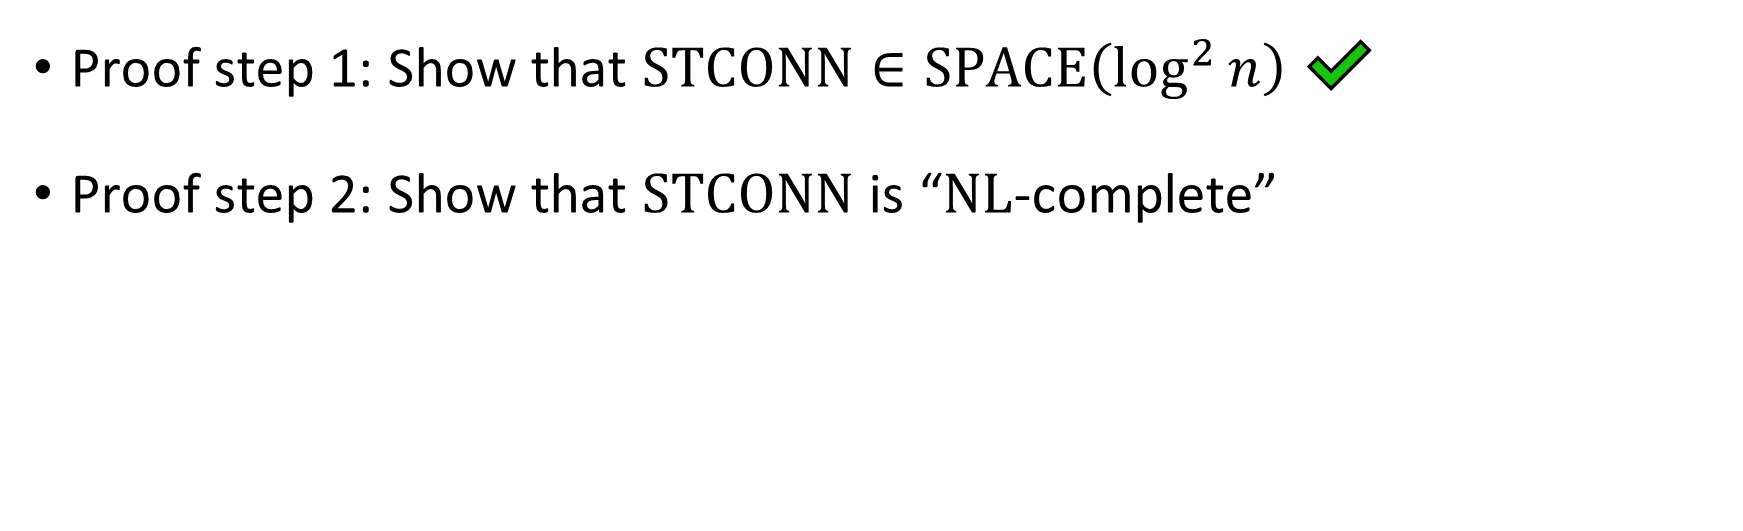 • Proof step 1: Show that STCONN ∈ SPACE(log² n) ✓
• Proof step 2: Show that STCONN is “NL-complete”